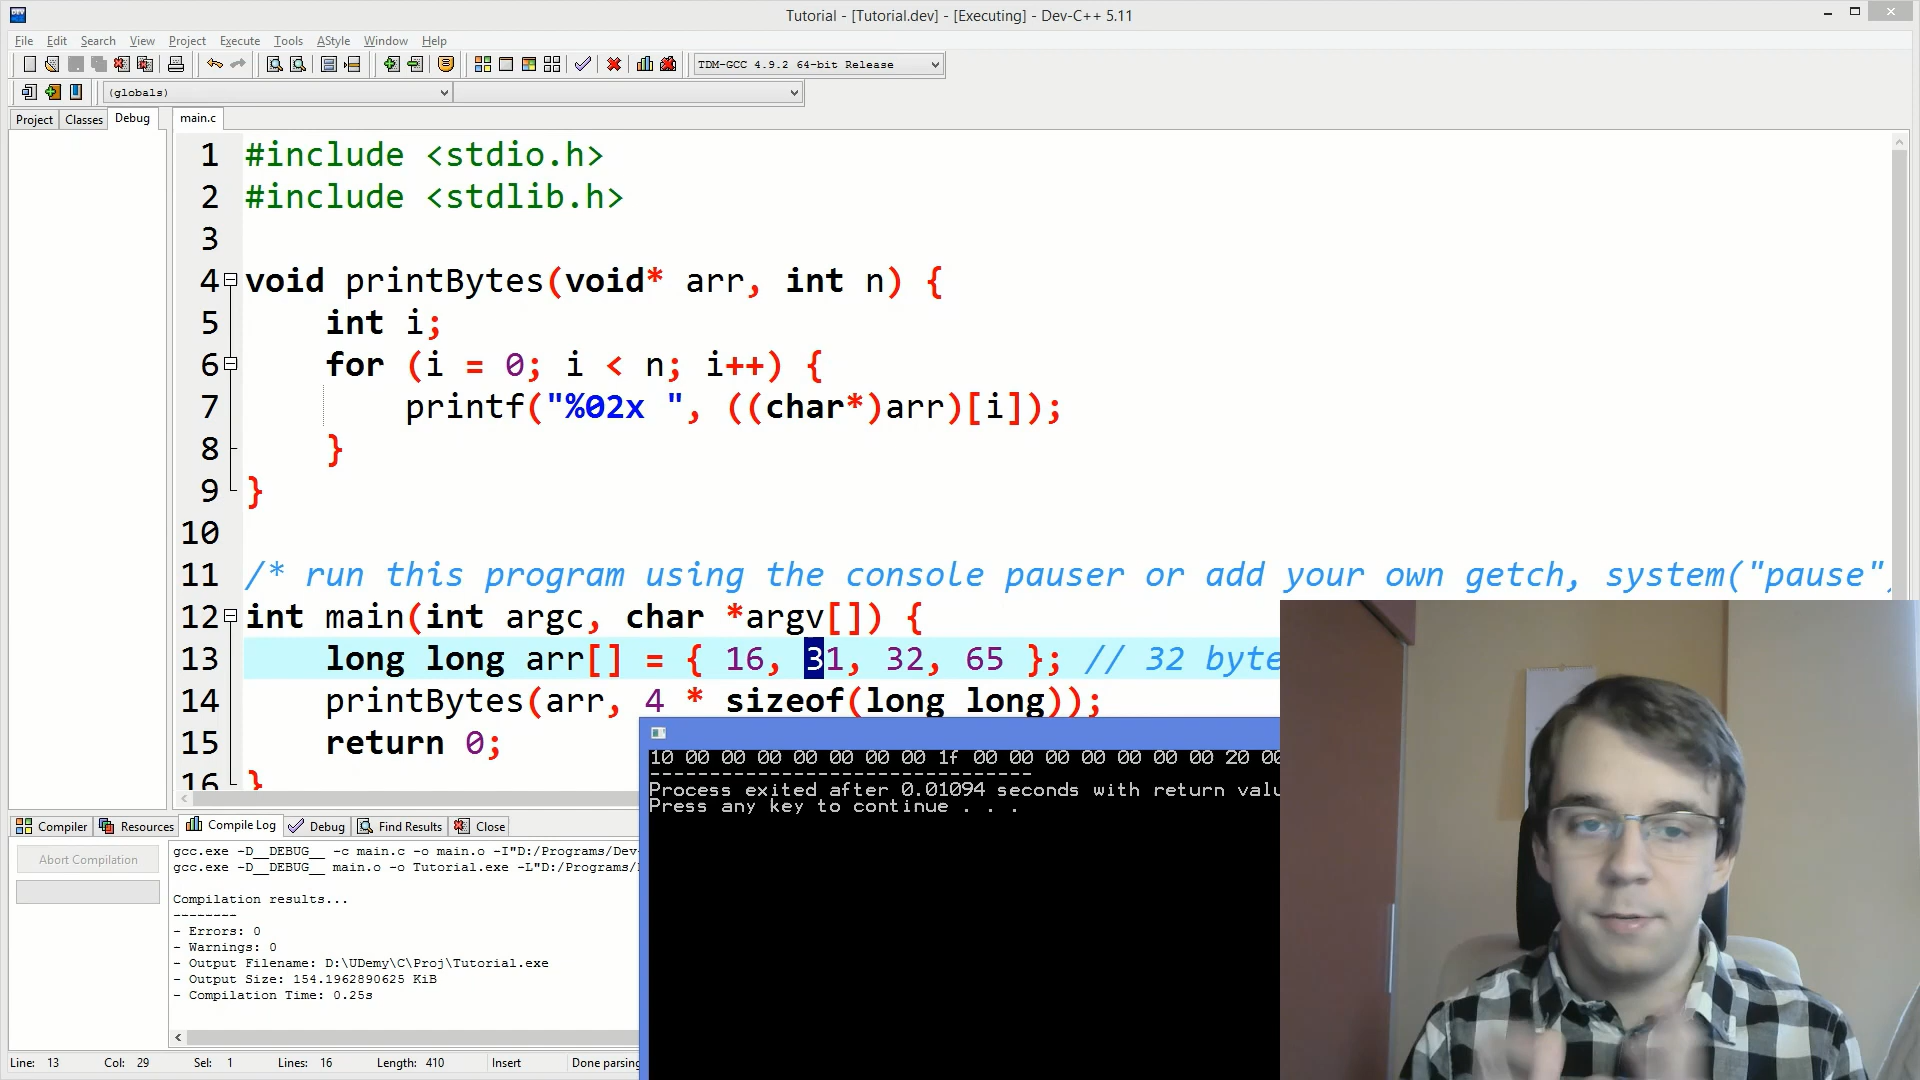 Tutorial - [Tutorial.dev] - [Executing] - Dev-C++ 5.11
File Edit Search View Project Execute Tools AStyle Window Help
TDM-GCC 4.9.2 64-bit Release
(globals)
Project Classes Debug
main.c
1 #include <stdio.h>
2 #include <stdlib.h>
3
4 void printBytes(void* arr, int n) {
5 int i;
6 for (i = 0; i < n; i++) {
7 printf("%02x ", ((char*)arr)[i]);
8 }
9 }
10
11 /* run this program using the console pauser or add your own getch, system("pause"
12 int main(int argc, char *argv[]) {
13 long long arr[] = { 16, 31, 32, 65 }; // 32 byte
14 printBytes(arr, 4 * sizeof(long long));
15 return 0;
16 }
10 00 00 00 00 00 00 00 1f 00 00 00 00 00 00 00 20 00
--------------------------------
Process exited after 0.01094 seconds with return valu
Press any key to continue . . .
Compiler Resources Compile Log Debug Find Results Close
Abort Compilation
gcc.exe -D__DEBUG__ -c main.c -o main.o -I"D:/Programs/Dev-
gcc.exe -D__DEBUG__ main.o -o Tutorial.exe -L"D:/Programs/
Compilation results...
--------
- Errors: 0
- Warnings: 0
- Output Filename: D:\UDemy\C\Proj\Tutorial.exe
- Output Size: 154.1962890625 KiB
- Compilation Time: 0.25s
Line: 13 Col: 29 Sel: 1 Lines: 16 Length: 410 Insert Done parsing